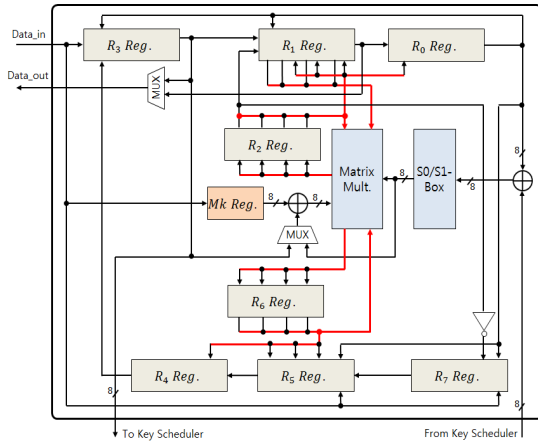 Data_in
R3 Reg.
R1 Reg.
R0 Reg.
Data_out
MUX
R2 Reg.
Matrix
Mult.
S0/S1-
Box
8
8
8
8
8
Mk Reg.
MUX
R6 Reg.
R4 Reg.
R5 Reg.
R7 Reg.
8
8
To Key Scheduler
From Key Scheduler